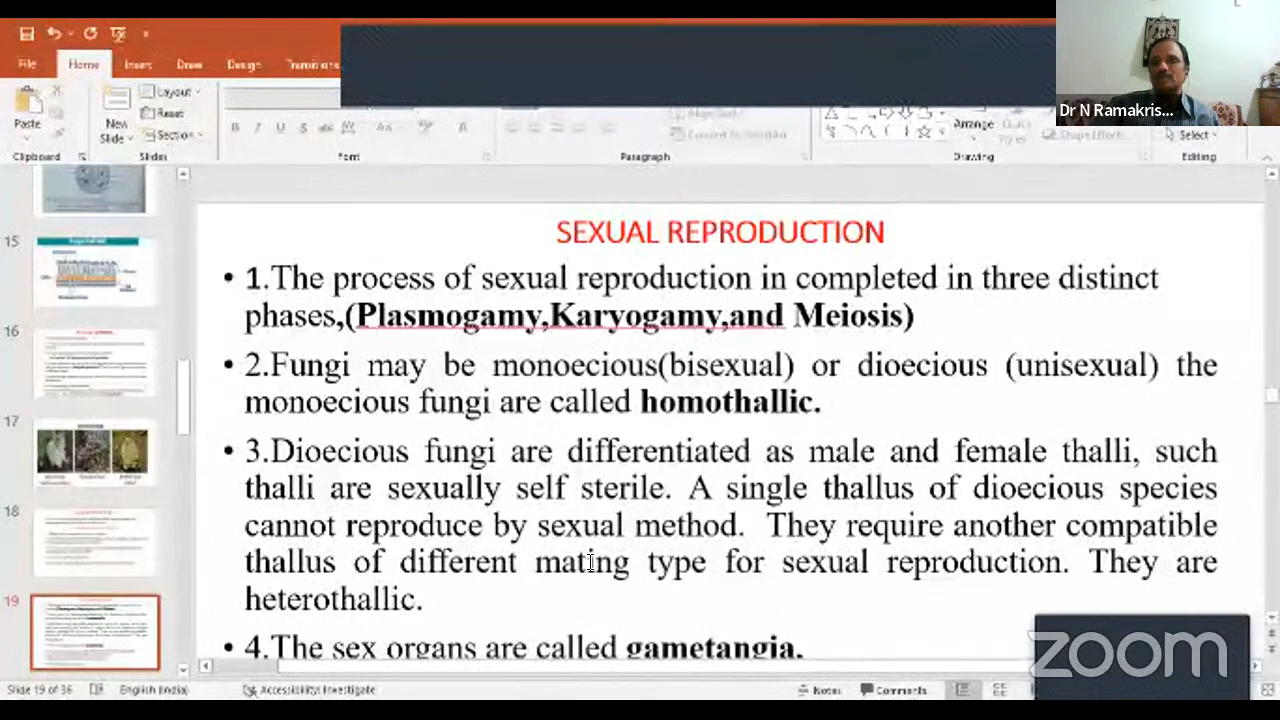 Dr N Ramakris...
File Home Insert Draw Design Transitions
Paste
New
Slide
Layout
Reset
Section
Arrange
Select
Clipboard Slides Font Paragraph Drawing Editing
SEXUAL REPRODUCTION
• 1.The process of sexual reproduction in completed in three distinct
phases,(Plasmogamy,Karyogamy,and Meiosis)
• 2.Fungi may be monoecious(bisexual) or dioecious (unisexual) the
monoecious fungi are called homothallic.
• 3.Dioecious fungi are differentiated as male and female thalli, such
thalli are sexually self sterile. A single thallus of dioecious species
cannot reproduce by sexual method. They require another compatible
thallus of different mating type for sexual reproduction. They are
heterothallic.
• 4.The sex organs are called gametangia.
15
16
17
18
19
zoom
Slide 19 of 36 English (India) Accessibility: Investigate Notes Comments